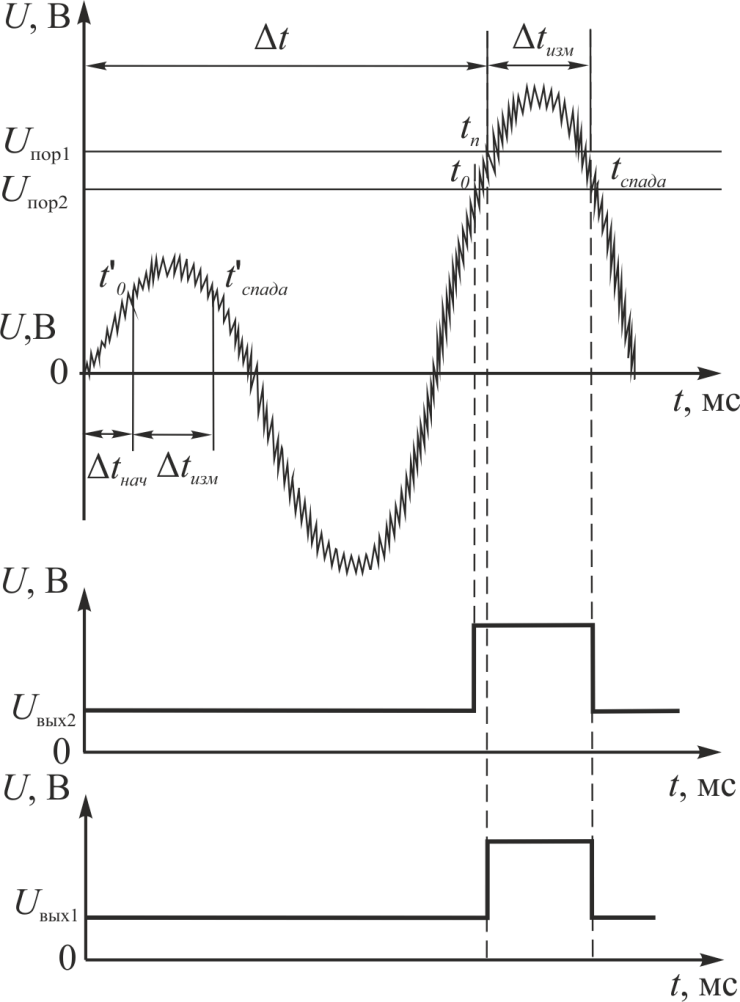 U, В
Δt
Δtизм
Uпор1
tп
t0
tспада
Uпор2
t'0
t'спада
U,В
0
t, мс
Δtнач
Δtизм
U, В
Uвых2
0
t, мс
U, В
Uвых1
0
t, мс